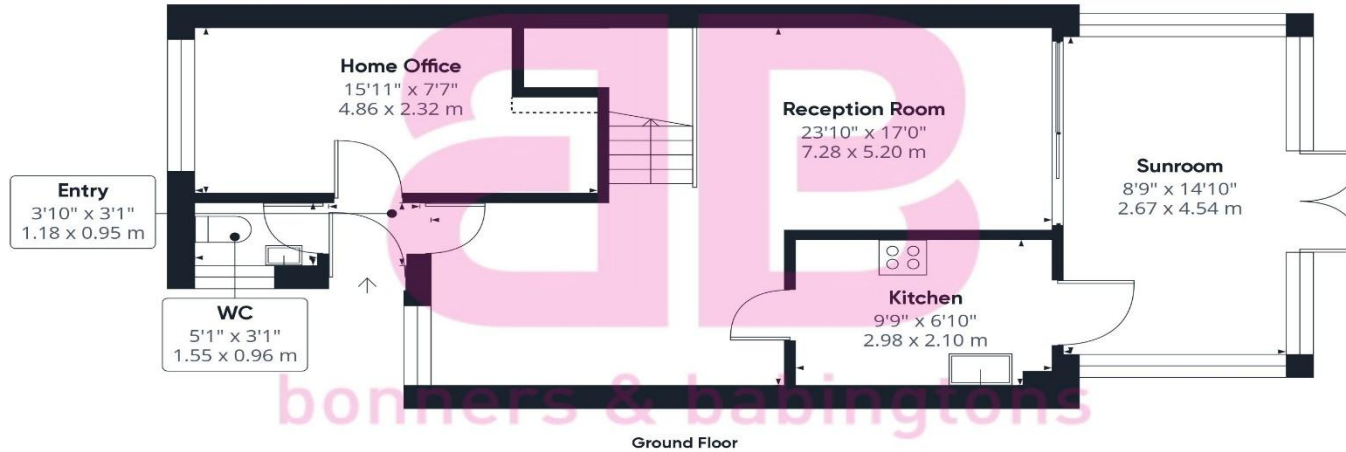 Home Office
15'11" x 7'7"
4.86 x 2.32 m
Reception Room
23'10" x 17'0"
7.28 x 5.20 m
Sunroom
8'9" x 14'10"
2.67 x 4.54 m
Entry
3'10" x 3'1"
1.18 x 0.95 m
WC
5'1" x 3'1"
1.55 x 0.96 m
Kitchen
9'9" x 6'10"
2.98 x 2.10 m
BB
bonners & babingtons
Ground Floor